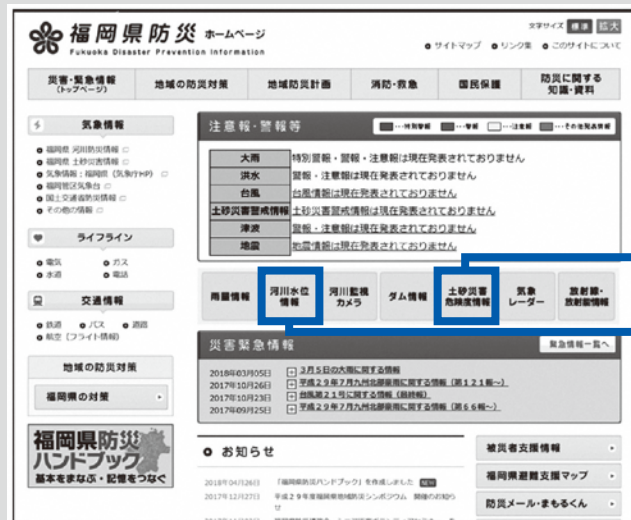 福岡県防災 ホームページ
Fukuoka Disaster Prevention Information
文字サイズ 標準 拡大
サイトマップ リンク集 このサイトについて
災害・緊急情報
(トップページ)
地域の防災対策
地域防災計画
消防・救急
国民保護
防災に関する
知識・資料
気象情報
福岡県 河川防災情報
福岡県 土砂災害情報
気象情報:福岡県(気象庁HP)
福岡管区気象台
国土交通省防災情報
その他の情報
ライフライン
電気 ガス
水道 電話
交通情報
鉄道 バス 道路
航空(フライト情報)
地域の防災対策
福岡県の対策
福岡県防災
ハンドブック
基本をまなぶ・記憶をつなぐ
注意報・警報等
…特別警報 …警報 …注意報 …その他発表情報
大雨 特別警報・警報・注意報は現在発表されておりません
洪水 警報・注意報は現在発表されておりません
台風 台風情報は現在発表されておりません
土砂災害警戒情報 土砂災害警戒情報は現在発表されておりません
津波 警報・注意報は現在発表されておりません
地震 地震情報は現在発表されておりません
雨量情報
河川水位
情報
河川監視
カメラ
ダム情報
土砂災害
危険度情報
気象
レーダー
放射線・
放射能情報
災害緊急情報
緊急情報一覧へ
2018年03月05日 3月5日の大雨に関する情報
2017年10月26日 平成29年7月九州北部豪雨に関する情報(第121報~)
2017年10月23日 台風第21号に関する情報(最終報)
2017年09月25日 平成29年7月九州北部豪雨に関する情報(第66報~)
お知らせ
2018年04月26日 「福岡県防災ハンドブック」を作成しました NEW
2017年12月27日 平成29年度福岡県地域防災シンポジウム 開催のお知ら
せ
被災者支援情報
福岡県避難支援マップ
防災メール・まもるくん